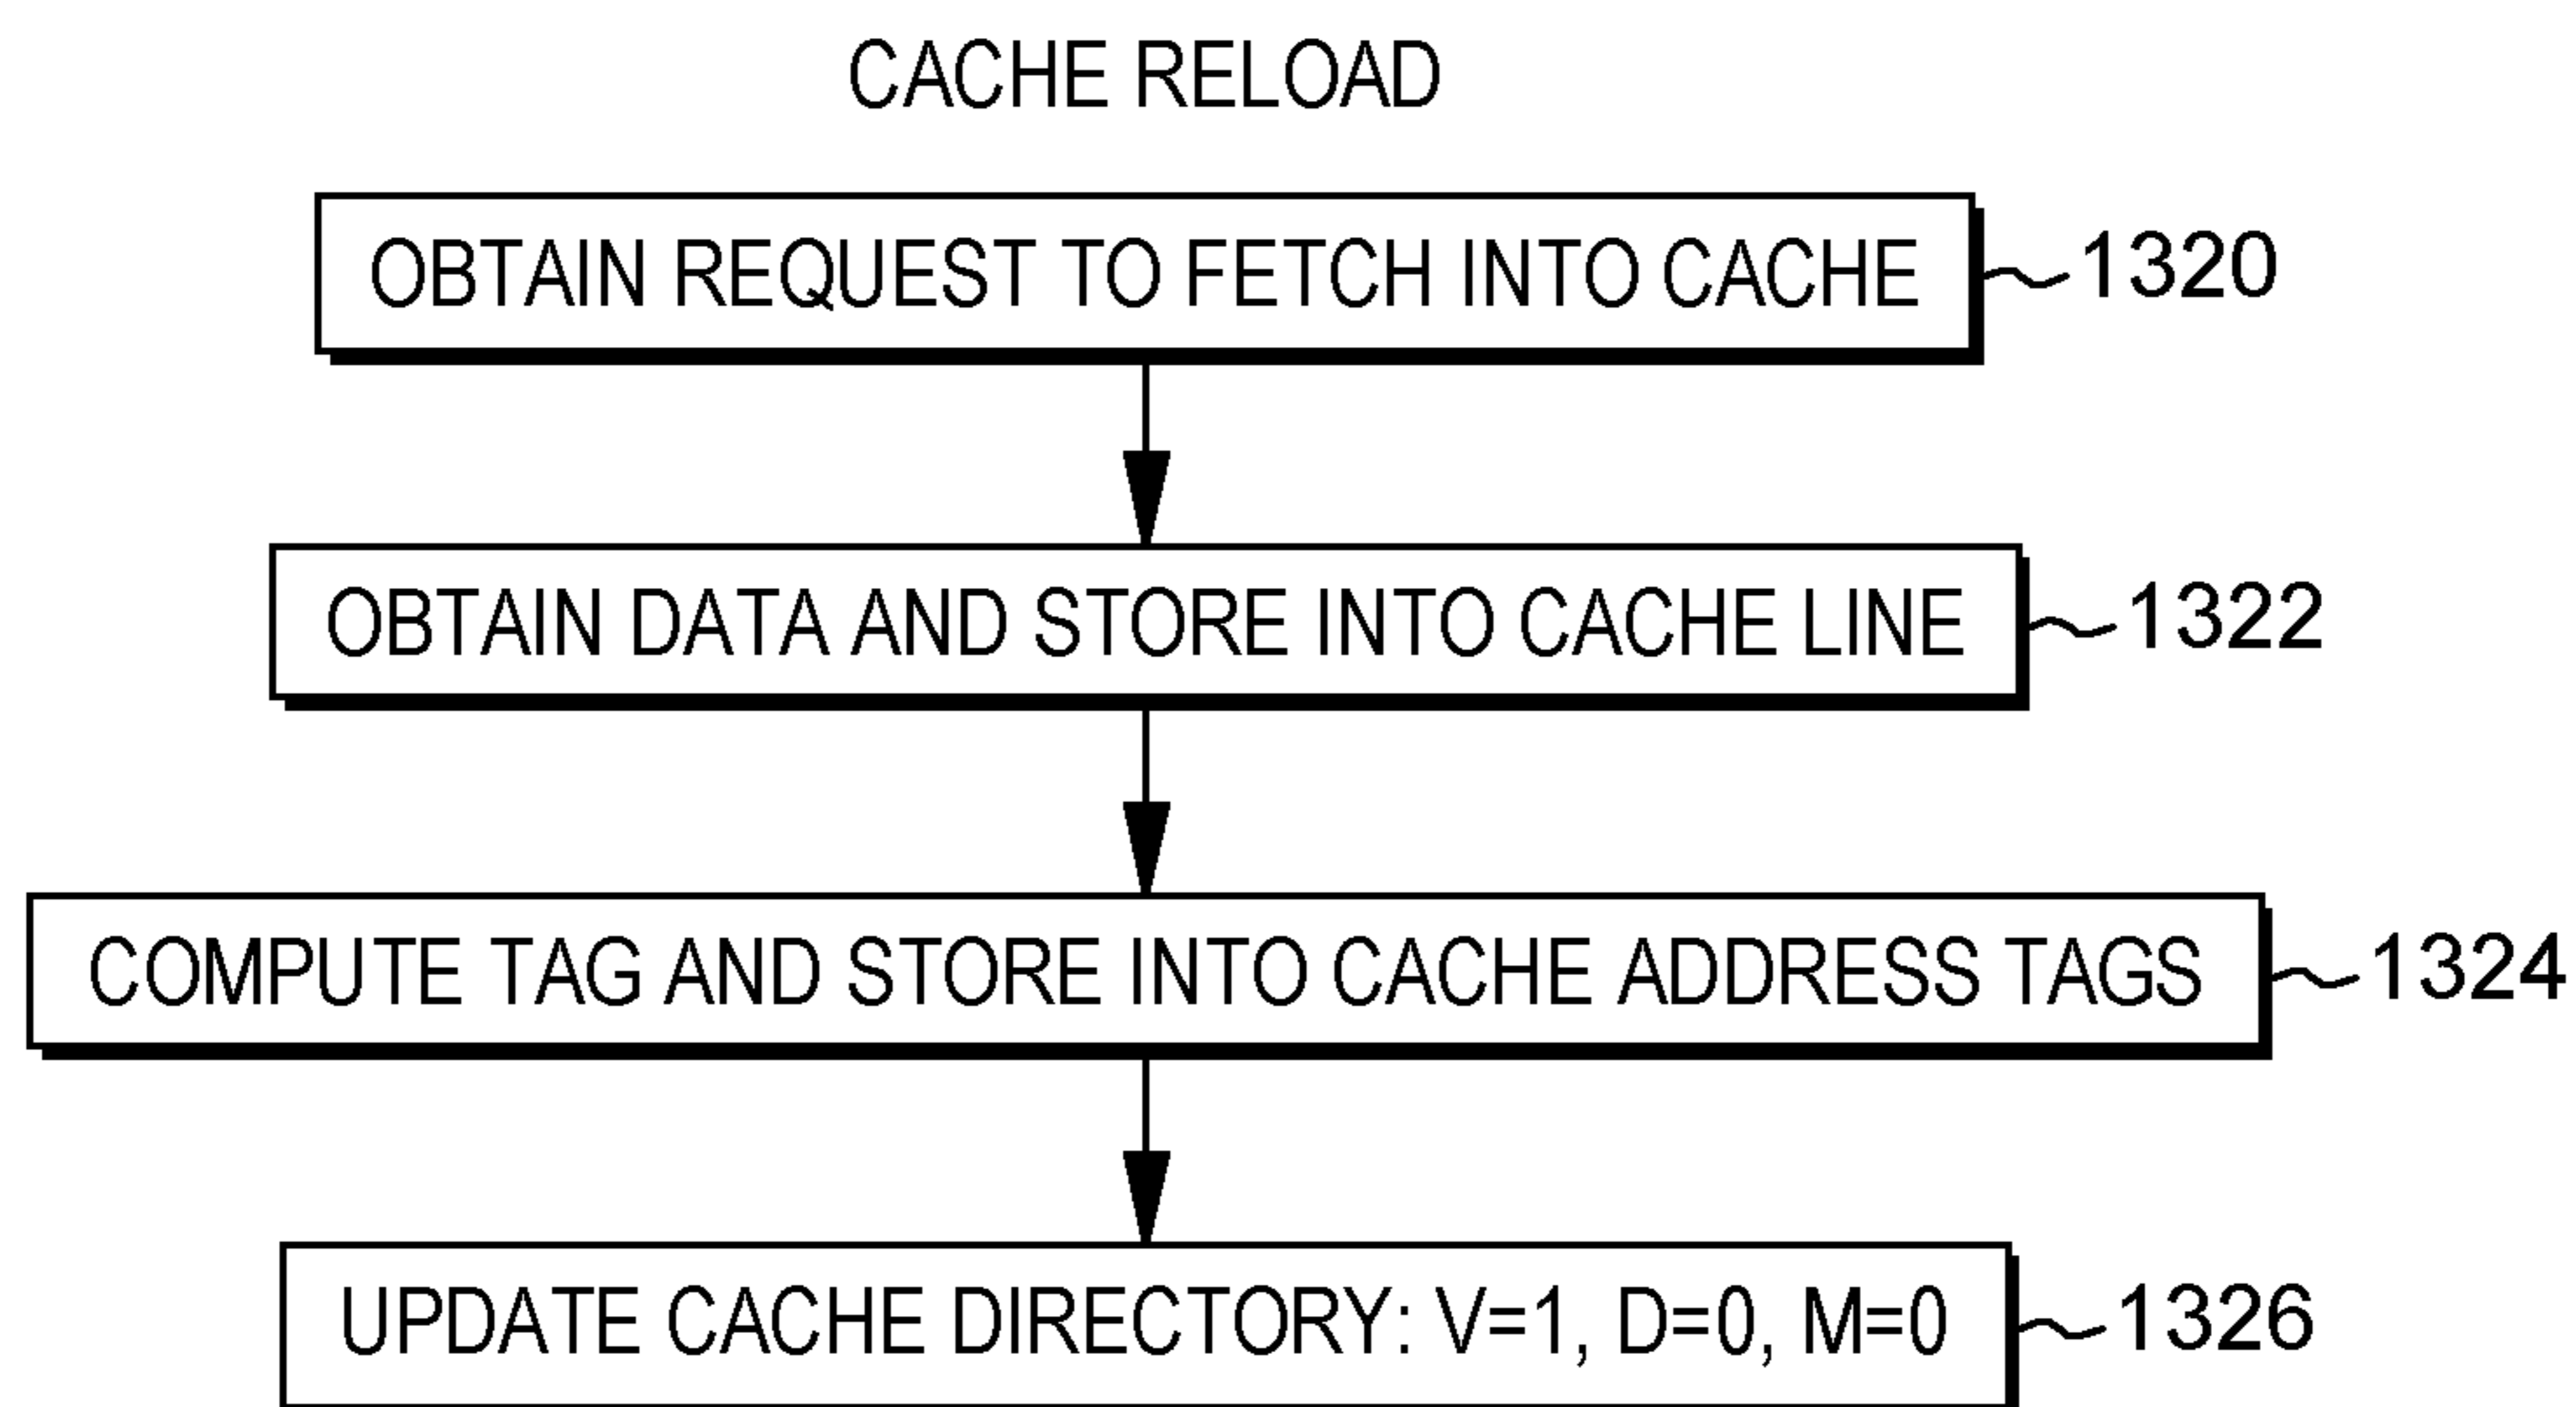 CACHE RELOAD
OBTAIN REQUEST TO FETCH INTO CACHE 1320
OBTAIN DATA AND STORE INTO CACHE LINE 1322
COMPUTE TAG AND STORE INTO CACHE ADDRESS TAGS 1324
UPDATE CACHE DIRECTORY: V=1, D=0, M=0 1326